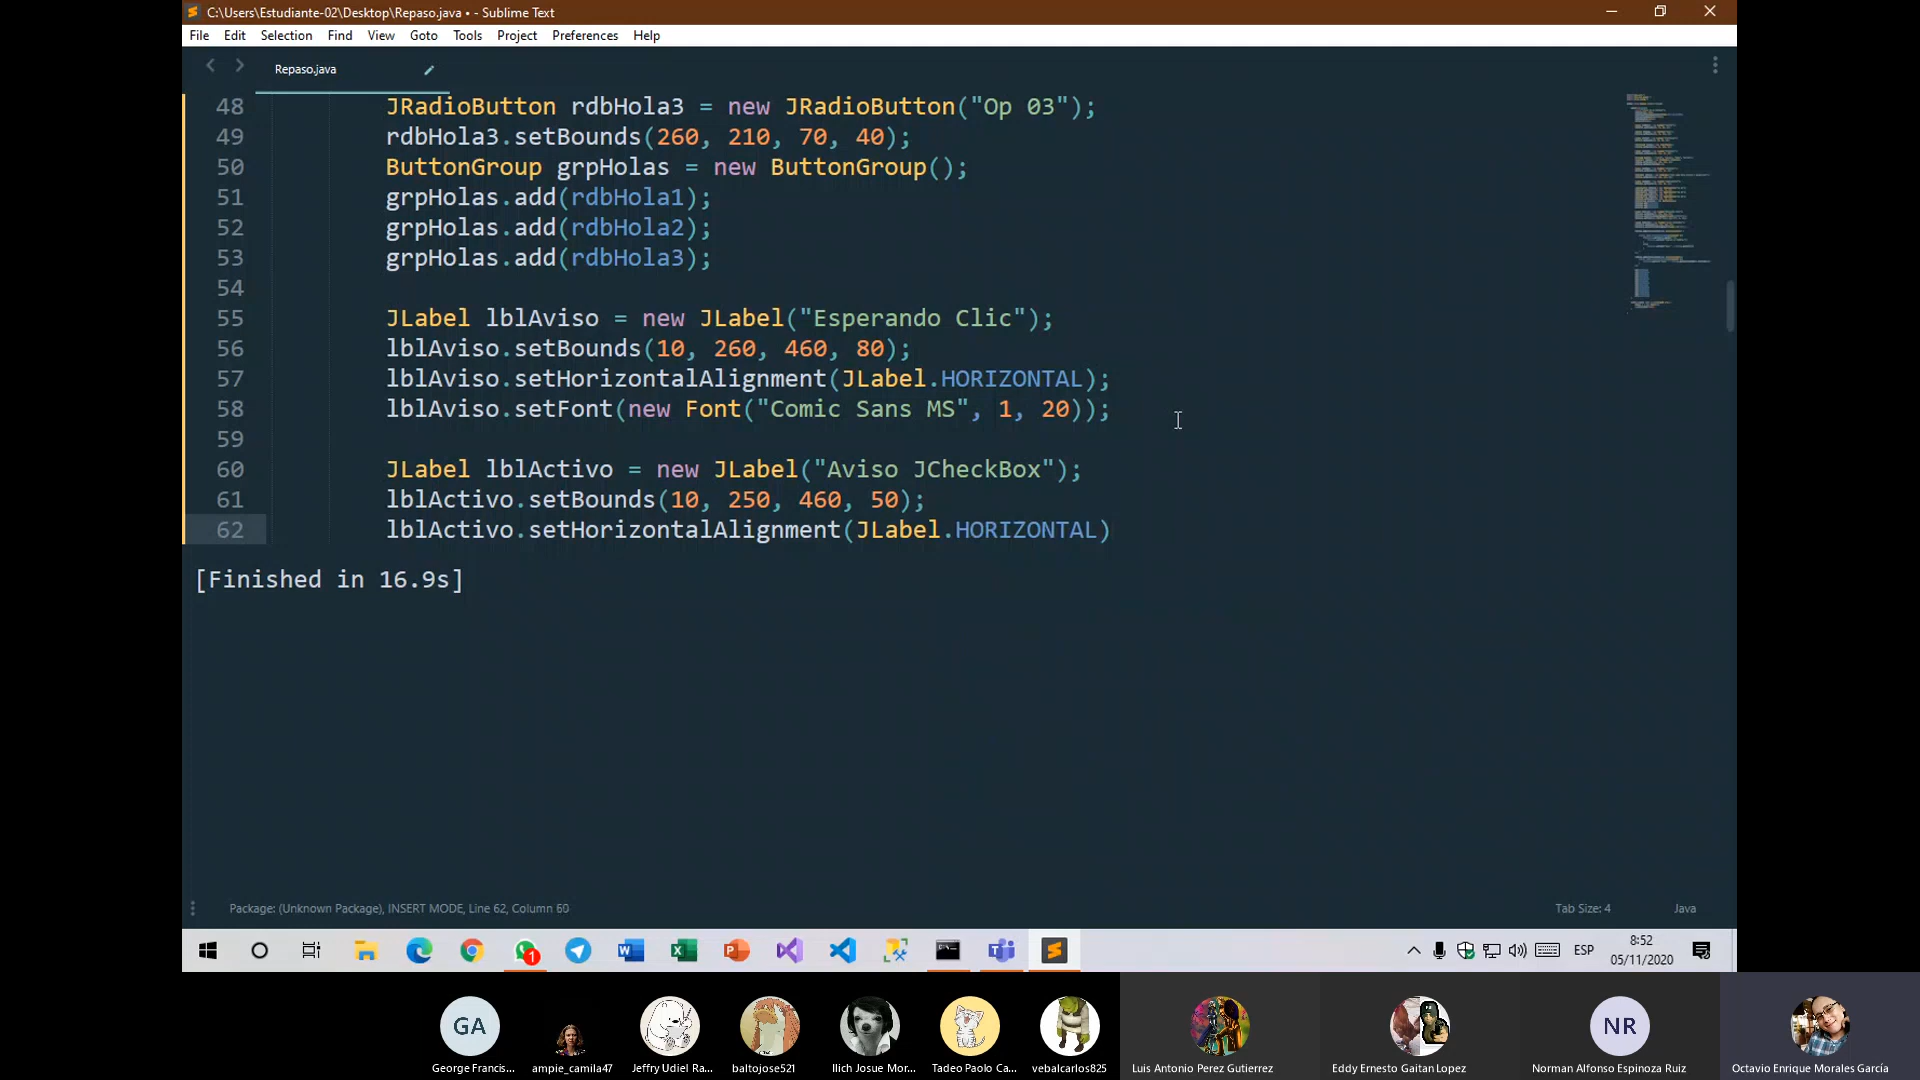 C:\Users\Estudiante-02\Desktop\Repaso.java • - Sublime Text
File Edit Selection Find View Goto Tools Project Preferences Help
Repaso.java
48 JRadioButton rdbHola3 = new JRadioButton("Op 03");
49 rdbHola3.setBounds(260, 210, 70, 40);
50 ButtonGroup grpHolas = new ButtonGroup();
51 grpHolas.add(rdbHola1);
52 grpHolas.add(rdbHola2);
53 grpHolas.add(rdbHola3);
54
55 JLabel lblAviso = new JLabel("Esperando Clic");
56 lblAviso.setBounds(10, 260, 460, 80);
57 lblAviso.setHorizontalAlignment(JLabel.HORIZONTAL);
58 lblAviso.setFont(new Font("Comic Sans MS", 1, 20));
59
60 JLabel lblActivo = new JLabel("Aviso JCheckBox");
61 lblActivo.setBounds(10, 250, 460, 50);
62 lblActivo.setHorizontalAlignment(JLabel.HORIZONTAL)
[Finished in 16.9s]
Package: (Unknown Package), INSERT MODE, Line 62, Column 60 Tab Size: 4 Java
1 ESP 8:52
05/11/2020
GA NR
George Francis... ampie_camila47 Jeffry Udiel Ra... baltojose521 Ilich Josue Mor... Tadeo Paolo Ca... vebalcarlos825 Luis Antonio Perez Gutierrez Eddy Ernesto Gaitan Lopez Norman Alfonso Espinoza Ruiz Octavio Enrique Morales García